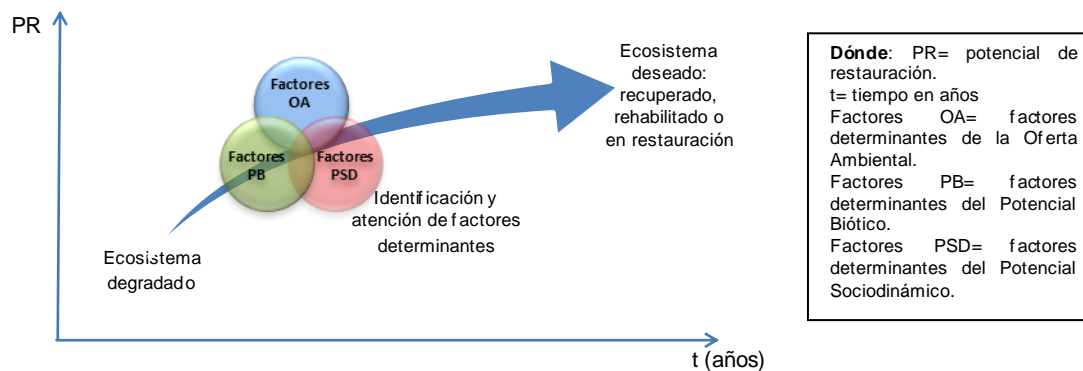 PR
Factores
OA
Factores
PB
Factores
PSD
Ecosistema
deseado:
recuperado,
rehabilitado o
en restauración
Identificación y
atención de factores
determinantes
Ecosistema
degradado
t (años)
Dónde: PR= potencial de
restauración.
t= tiempo en años
Factores OA= factores
determinantes de la Oferta
Ambiental.
Factores PB= factores
determinantes del Potencial
Biótico.
Factores PSD= factores
determinantes del Potencial
Sociodinámico.